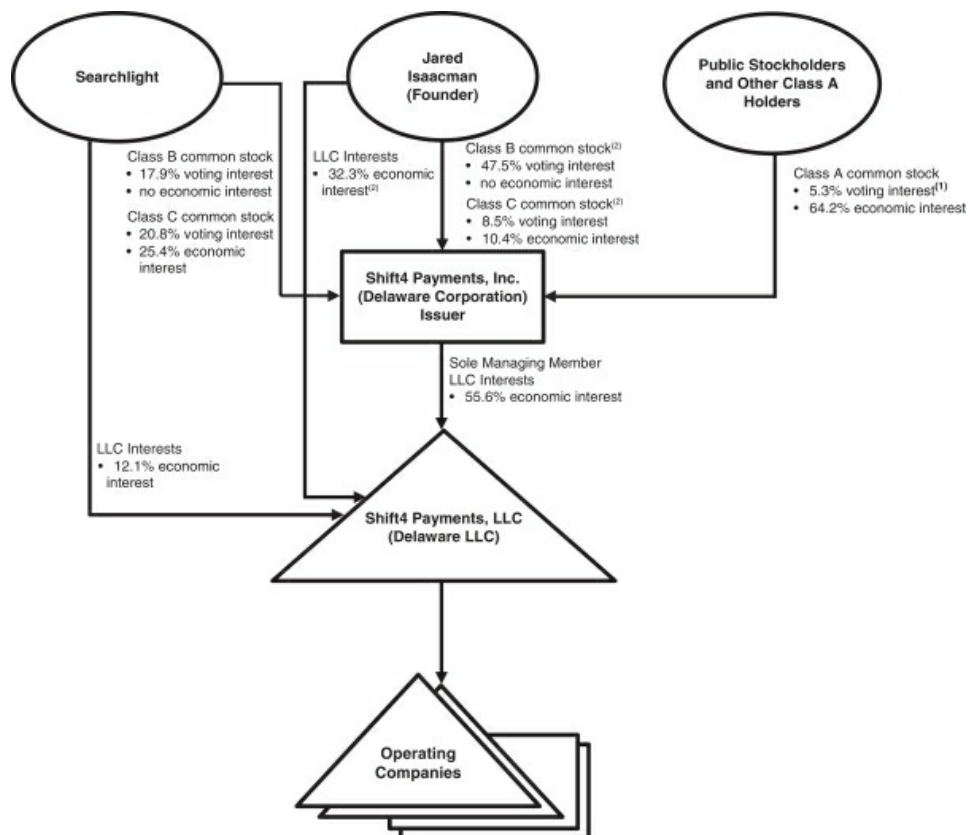 Searchlight
Jared
Isaacman
(Founder)
Public Stockholders
and Other Class A
Holders
Class B common stock
• 17.9% voting interest
no economic interest
Class C common stock
• 20.8% voting interest
• 25.4% economic
interest
LLC Interests
• 32.3% economic
interest(2)
Class B common stock(2)
• 47.5% voting interest
• no economic interest
Class C common stock(2)
• 8.5% voting interest
• 10.4% economic interest
Class A common stock
• 5.3% voting interest(1)
• 64.2% economic interest
Shift4 Payments, Inc.
(Delaware Corporation)
Issuer
Sole Managing Member
LLC Interests
• 55.6% economic interest
LLC Interests
• 12.1% economic
interest
Shift4 Payments, LLC
(Delaware LLC)
Operating
Companies